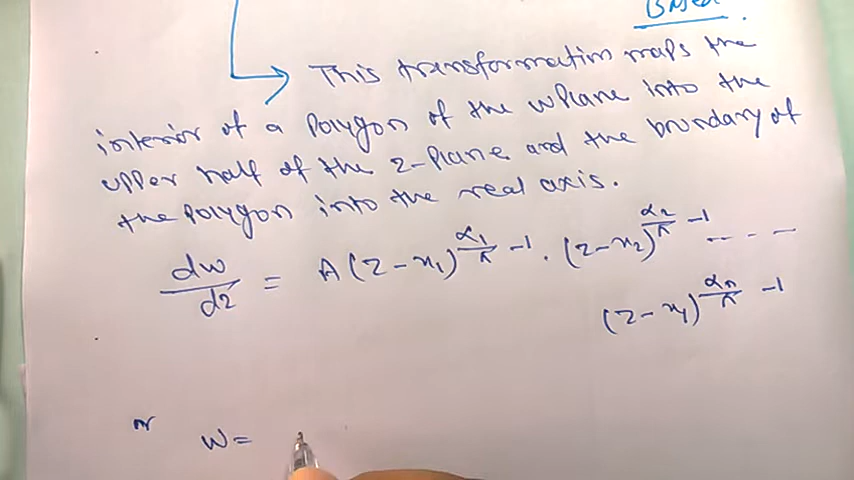 Based.
This transformation maps the
interior of a Polygon of the w Plane into the
upper half of the z-Plane and the boundary of
the Polygon into the real axis.
dw/dz = A (z-x₁)^(α₁/π -1) . (z-x₂)^(α₂/π -1) ----
(z-x₁)^(αₙ/π -1)
or W=